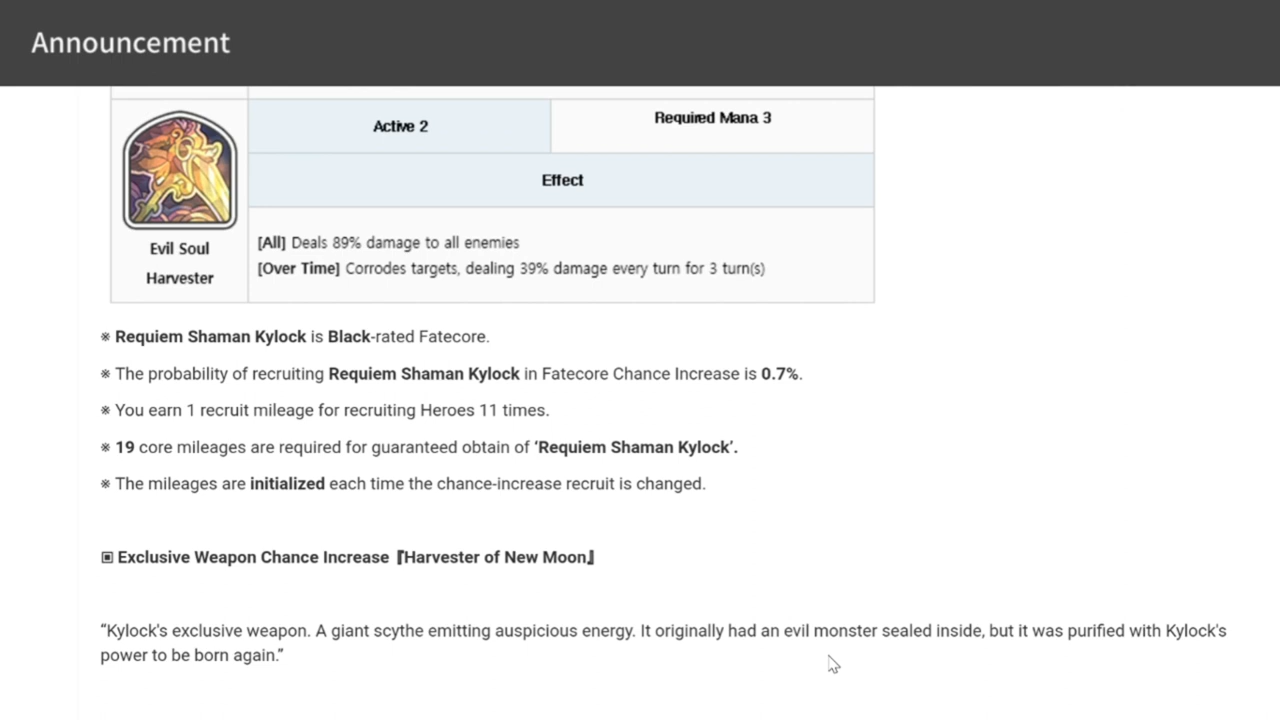 Announcement
Active 2
Required Mana 3
Effect
Evil Soul
Harvester
[All] Deals 89% damage to all enemies
[Over Time] Corrodes targets, dealing 39% damage every turn for 3 turn(s)
※ Requiem Shaman Kylock is Black-rated Fatecore.
※ The probability of recruiting Requiem Shaman Kylock in Fatecore Chance Increase is 0.7%.
※ You earn 1 recruit mileage for recruiting Heroes 11 times.
※ 19 core mileages are required for guaranteed obtain of ‘Requiem Shaman Kylock’.
※ The mileages are initialized each time the chance-increase recruit is changed.
▣ Exclusive Weapon Chance Increase『Harvester of New Moon』
“Kylock's exclusive weapon. A giant scythe emitting auspicious energy. It originally had an evil monster sealed inside, but it was purified with Kylock's
power to be born again.”